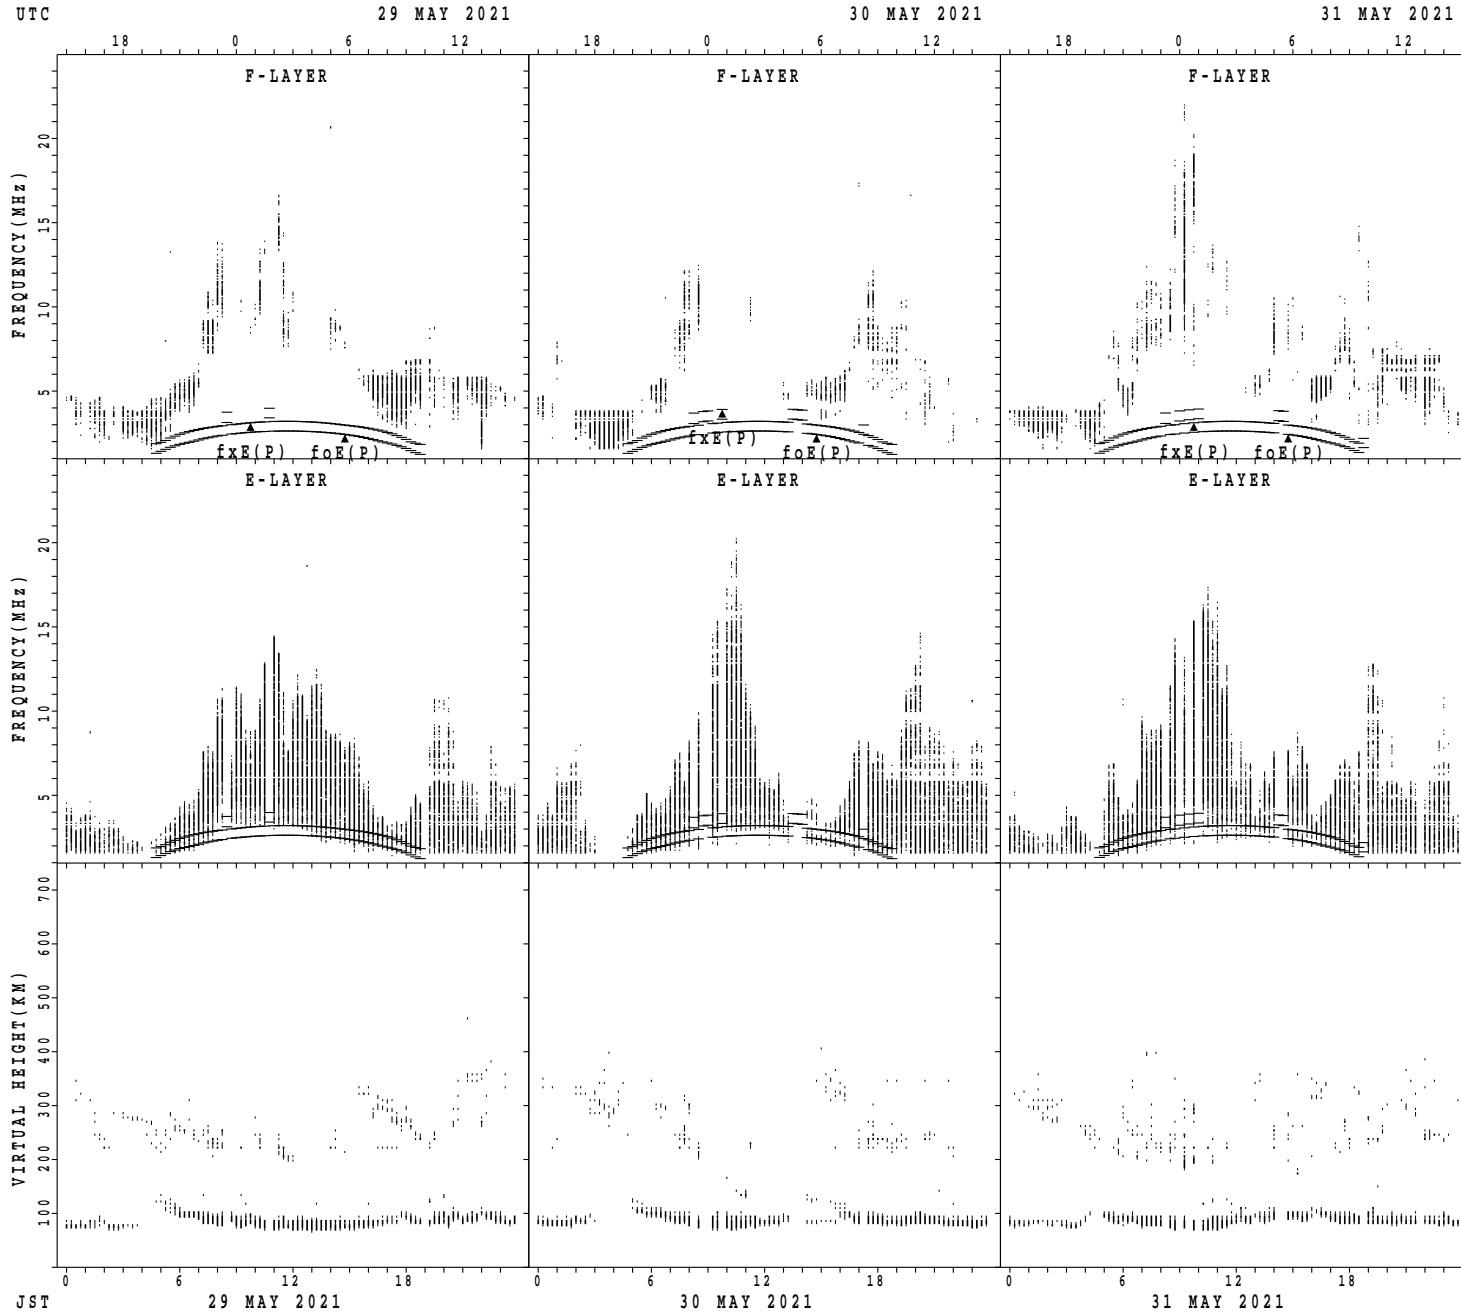 UTC 29 MAY 2021 30 MAY 2021 31 MAY 2021
18 0 6 12 18 0 6 12 18 0 6 12
F-LAYER F-LAYER F-LAYER
FREQUENCY(MHz)
20
15
10
5
fxE(P) foE(P) fxE(P) foE(P) fxE(P) foE(P)
E-LAYER E-LAYER E-LAYER
FREQUENCY(MHz)
20
15
10
5
VIRTUAL HEIGHT(KM)
700
600
500
400
300
200
100
0 6 12 18 0 6 12 18 0 6 12 18
JST 29 MAY 2021 30 MAY 2021 31 MAY 2021